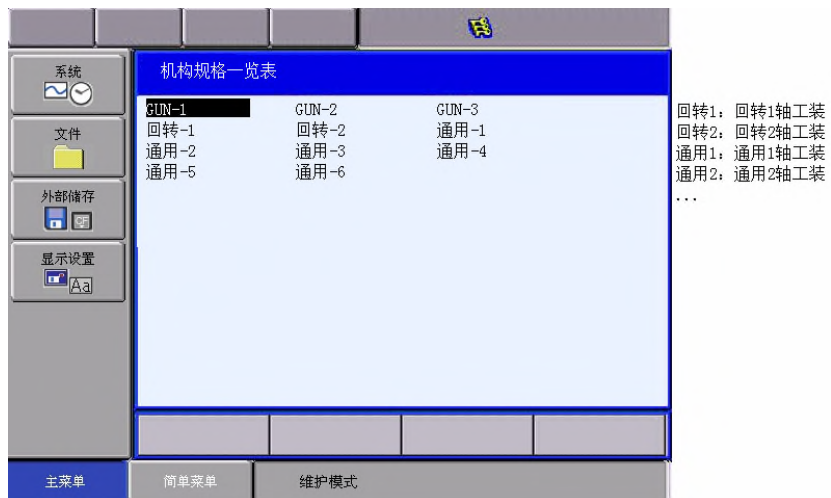 系统
文件
外部储存
CF
显示设置
Aa
机构规格一览表
GUN-1 GUN-2 GUN-3
回转-1 回转-2 通用-1
通用-2 通用-3 通用-4
通用-5 通用-6
回转1：回转1轴工装
回转2：回转2轴工装
通用1：通用1轴工装
通用2：通用2轴工装
...
主菜单 简单菜单 维护模式